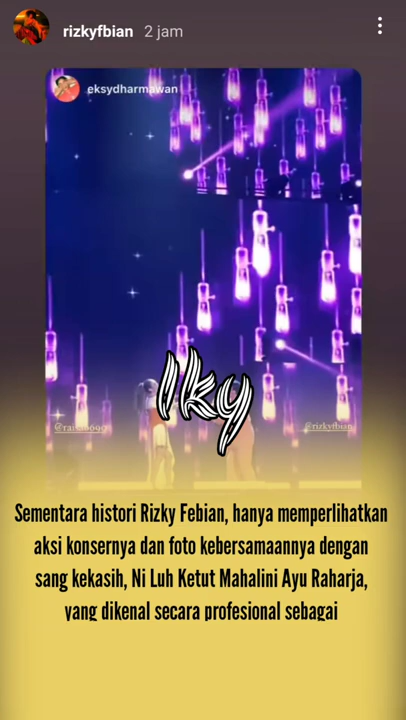 rizkyfbian 2 jam
eksydharmawan
Iky
@raisa6690
@rizkyfbian
Sementara histori Rizky Febian, hanya memperlihatkan
aksi konsernya dan foto kebersamaannya dengan
sang kekasih, Ni Luh Ketut Mahalini Ayu Raharja,
yang dikenal secara profesional sebagai